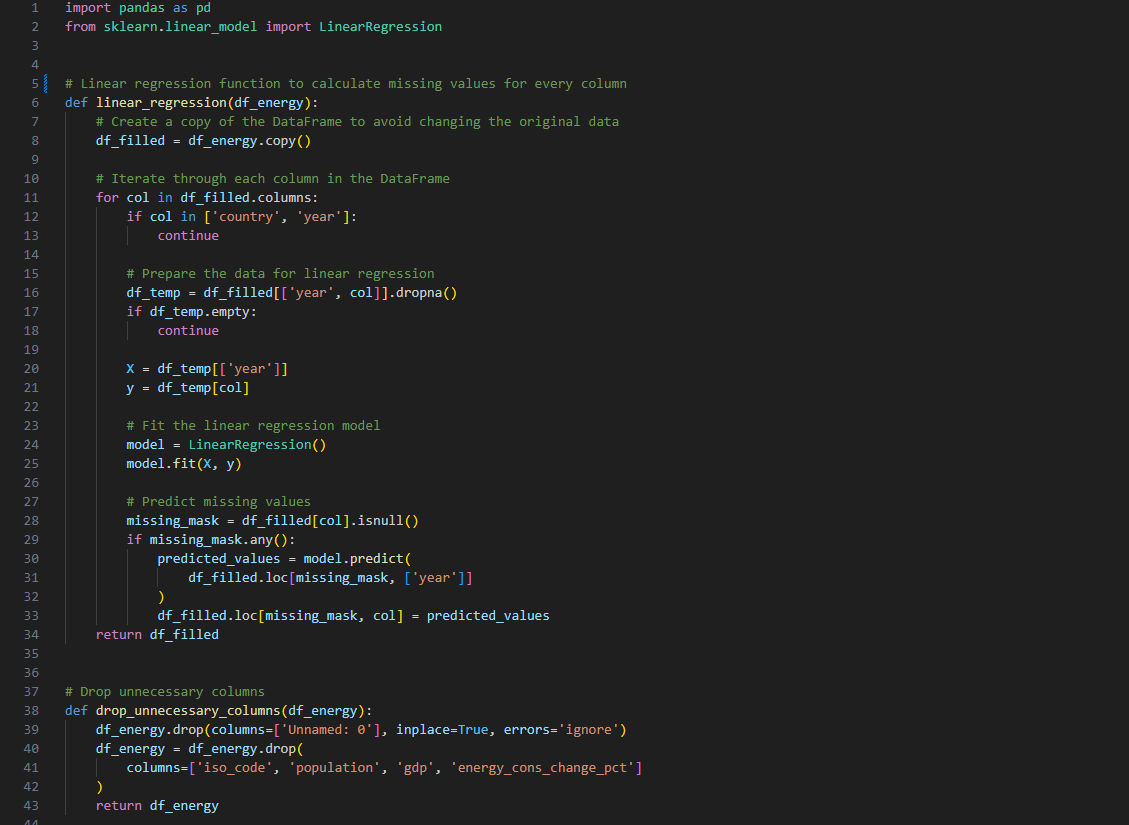 1 import pandas as pd
2 from sklearn.linear_model import LinearRegression
3
4
5 # Linear regression function to calculate missing values for every column
6 def linear_regression(df_energy):
7     # Create a copy of the DataFrame to avoid changing the original data
8     df_filled = df_energy.copy()
9
10     # Iterate through each column in the DataFrame
11     for col in df_filled.columns:
12         if col in ['country', 'year']:
13             continue
14
15         # Prepare the data for linear regression
16         df_temp = df_filled[['year', col]].dropna()
17         if df_temp.empty:
18             continue
19
20         X = df_temp[['year']]
21         y = df_temp[col]
22
23         # Fit the linear regression model
24         model = LinearRegression()
25         model.fit(X, y)
26
27         # Predict missing values
28         missing_mask = df_filled[col].isnull()
29         if missing_mask.any():
30             predicted_values = model.predict(
31                 df_filled.loc[missing_mask, ['year']]
32             )
33             df_filled.loc[missing_mask, col] = predicted_values
34     return df_filled
35
36
37 # Drop unnecessary columns
38 def drop_unnecessary_columns(df_energy):
39     df_energy.drop(columns=['Unnamed: 0'], inplace=True, errors='ignore')
40     df_energy = df_energy.drop(
41         columns=['iso_code', 'population', 'gdp', 'energy_cons_change_pct']
42     )
43     return df_energy
44